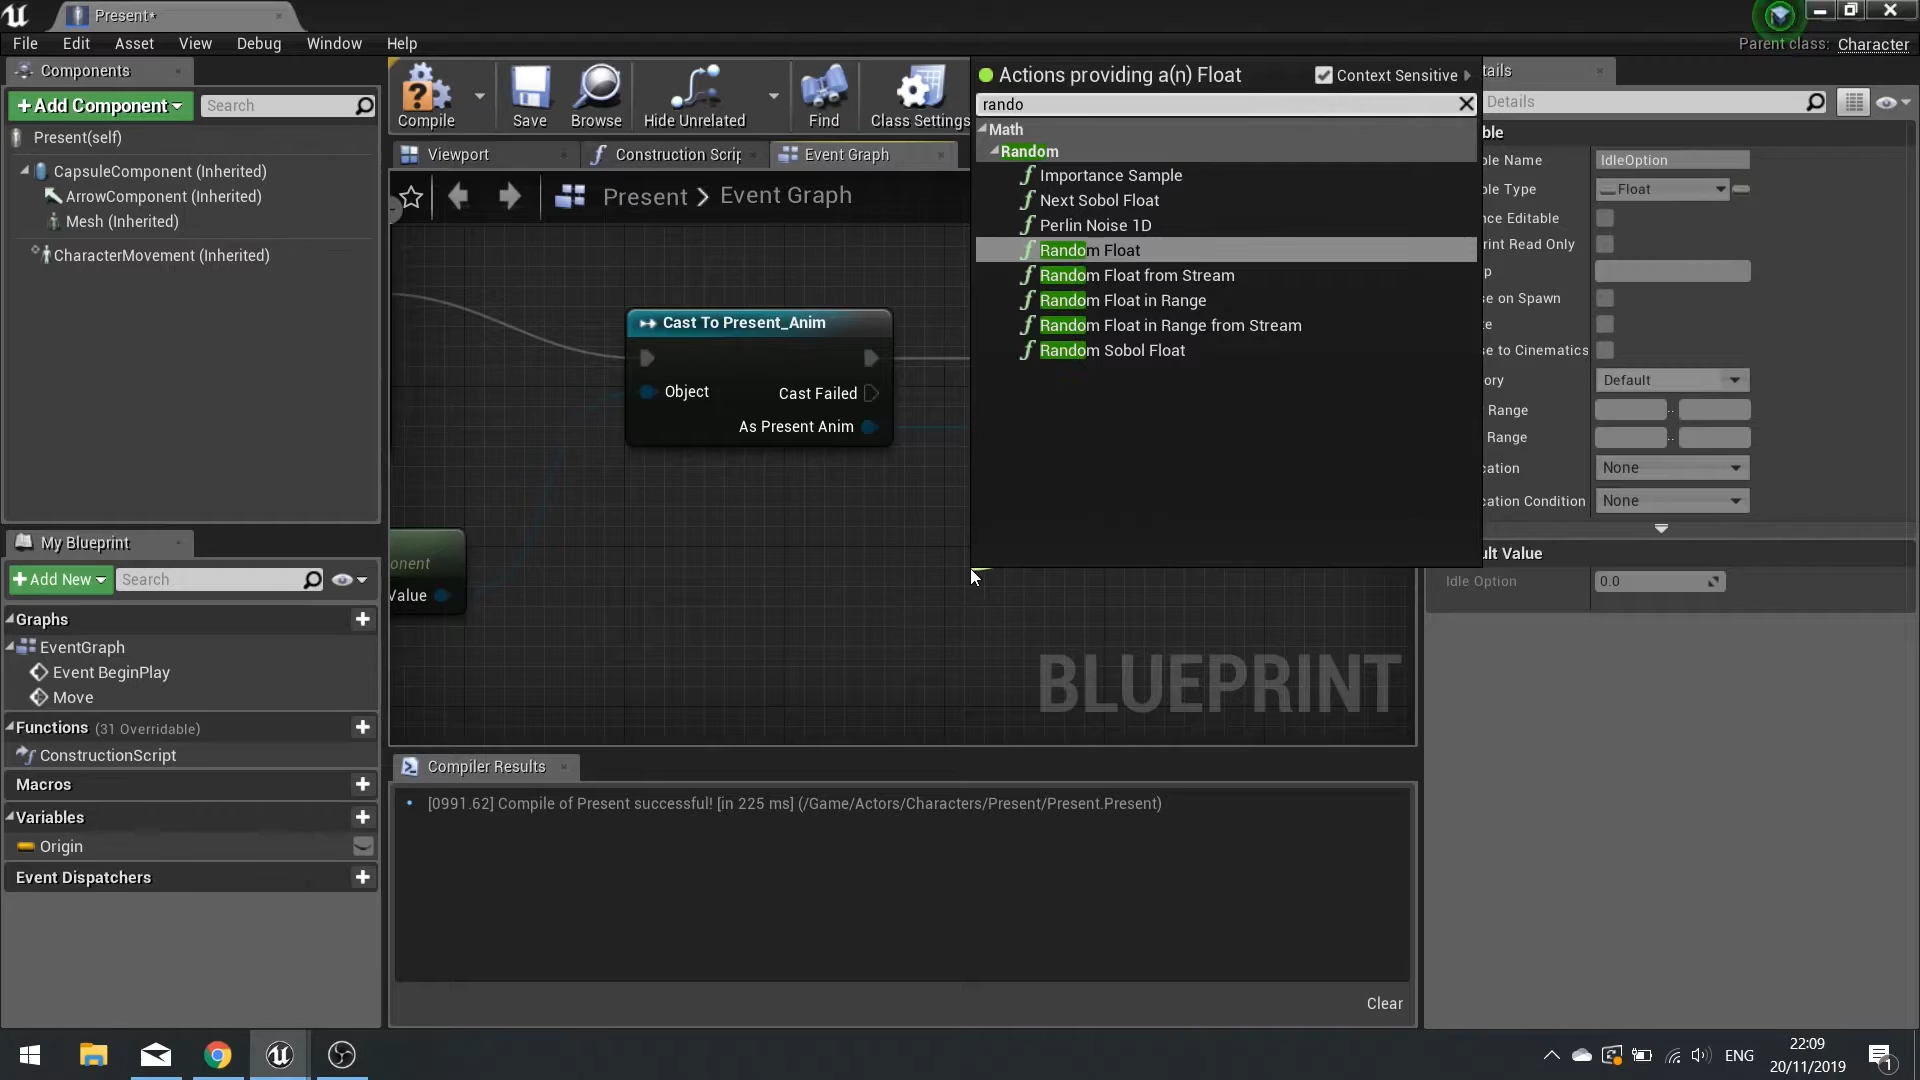 Present*
File Edit Asset View Debug Window Help
Parent class: Character
Components
+Add Component
Search
Present(self)
CapsuleComponent (Inherited)
ArrowComponent (Inherited)
Mesh (Inherited)
CharacterMovement (Inherited)
My Blueprint
+Add New
Search
Graphs
EventGraph
Event BeginPlay
Move
Functions (31 Overridable)
ConstructionScript
Macros
Variables
Origin
Event Dispatchers
Compile Save Browse Hide Unrelated Find Class Settings
Viewport
Construction Scrip
Event Graph
Present > Event Graph
Cast To Present_Anim
Object
Cast Failed
As Present Anim
onent
Value
BLUEPRINT
Actions providing a(n) Float
Context Sensitive
rando
Math
Random
Importance Sample
Next Sobol Float
Perlin Noise 1D
Random Float
Random Float from Stream
Random Float in Range
Random Float in Range from Stream
Random Sobol Float
Compiler Results
[0991.62] Compile of Present successful! [in 225 ms] (/Game/Actors/Characters/Present/Present.Present)
Clear
tails
Details
ble
ble Name IdleOption
ble Type Float
nce Editable
rint Read Only
p
se on Spawn
te
se to Cinematics
ory Default
Range ..
Range ..
cation None
cation Condition None
ult Value
Idle Option 0.0
ENG
22:09
20/11/2019
1